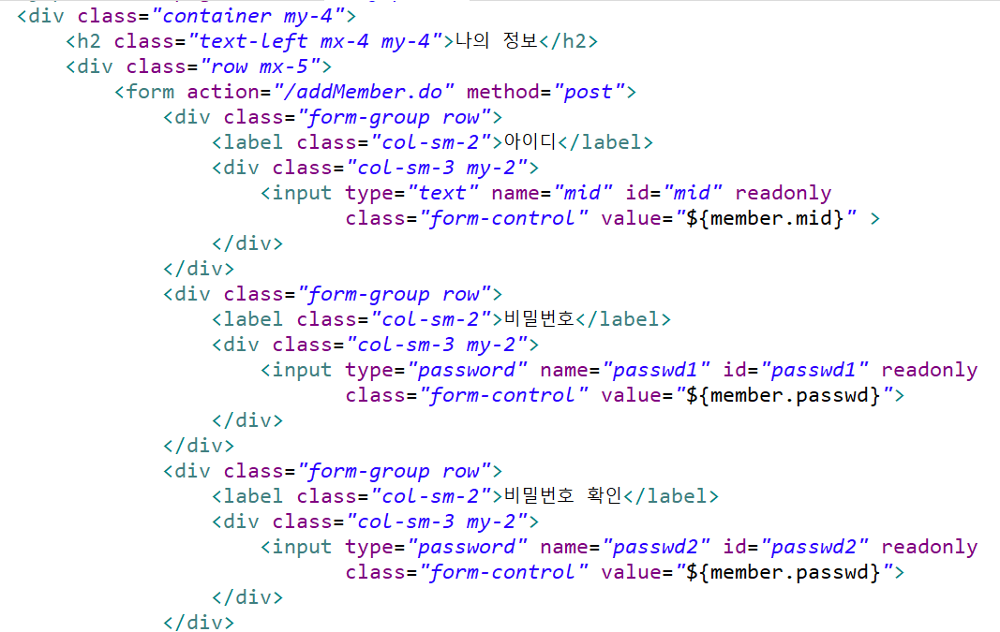 <div class="container my-4">
<h2 class="text-left mx-4 my-4">나의 정보</h2>
<div class="row mx-5">
<form action="/addMember.do" method="post">
<div class="form-group row">
<label class="col-sm-2">아이디</label>
<div class="col-sm-3 my-2">
<input type="text" name="mid" id="mid" readonly
class="form-control" value="${member.mid}" >
</div>
</div>
<div class="form-group row">
<label class="col-sm-2">비밀번호</label>
<div class="col-sm-3 my-2">
<input type="password" name="passwd1" id="passwd1" readonly
class="form-control" value="${member.passwd}">
</div>
</div>
<div class="form-group row">
<label class="col-sm-2">비밀번호 확인</label>
<div class="col-sm-3 my-2">
<input type="password" name="passwd2" id="passwd2" readonly
class="form-control" value="${member.passwd}">
</div>
</div>